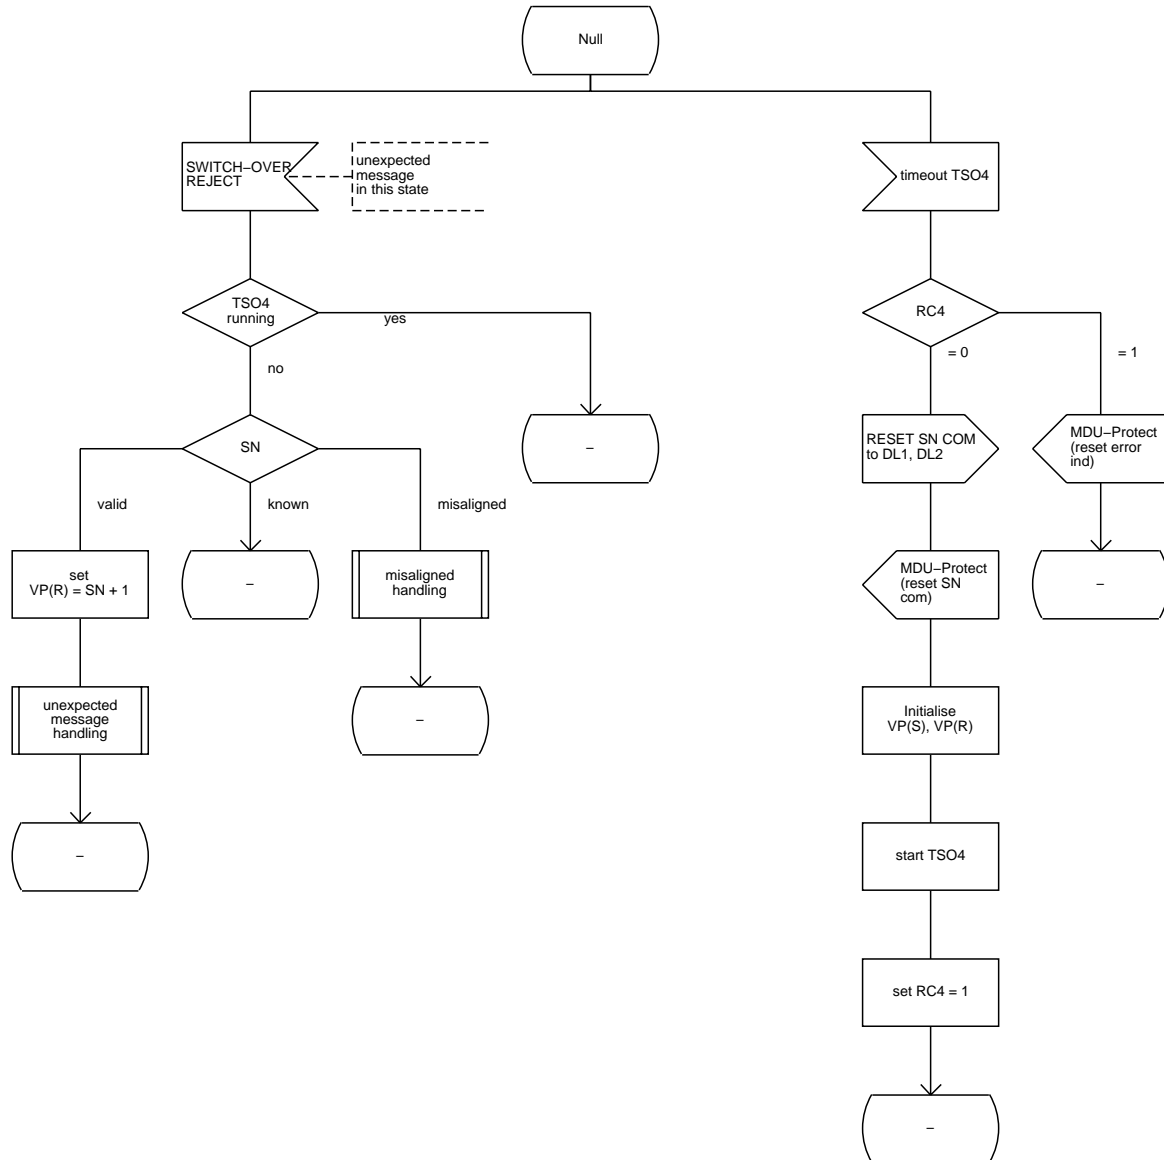 Null
SWITCH–OVER
REJECT
unexpected
message
in this state
timeout TSO4
TSO4
running
yes
no
RC4
= 0
= 1
SN
valid
known
misaligned
–
RESET SN COM
to DL1, DL2
MDU–Protect
(reset error
ind)
set
VP(R) = SN + 1
–
misaligned
handling
MDU–Protect
(reset SN
com)
–
unexpected
message
handling
–
Initialise
VP(S), VP(R)
–
start TSO4
set RC4 = 1
–